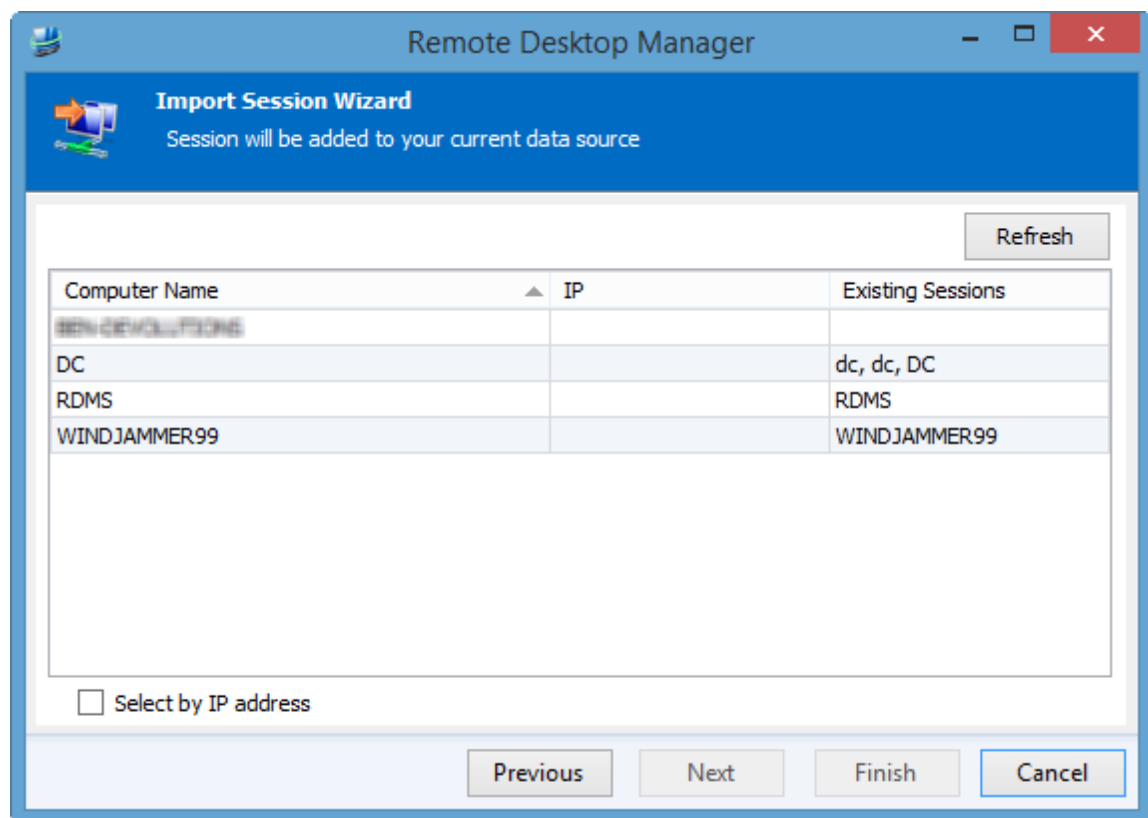 Remote Desktop Manager
Import Session Wizard
Session will be added to your current data source
Refresh
Computer Name IP Existing Sessions
DC dc, dc, DC
RDMS RDMS
WINDJAMMER99 WINDJAMMER99
Select by IP address
Previous Next Finish Cancel